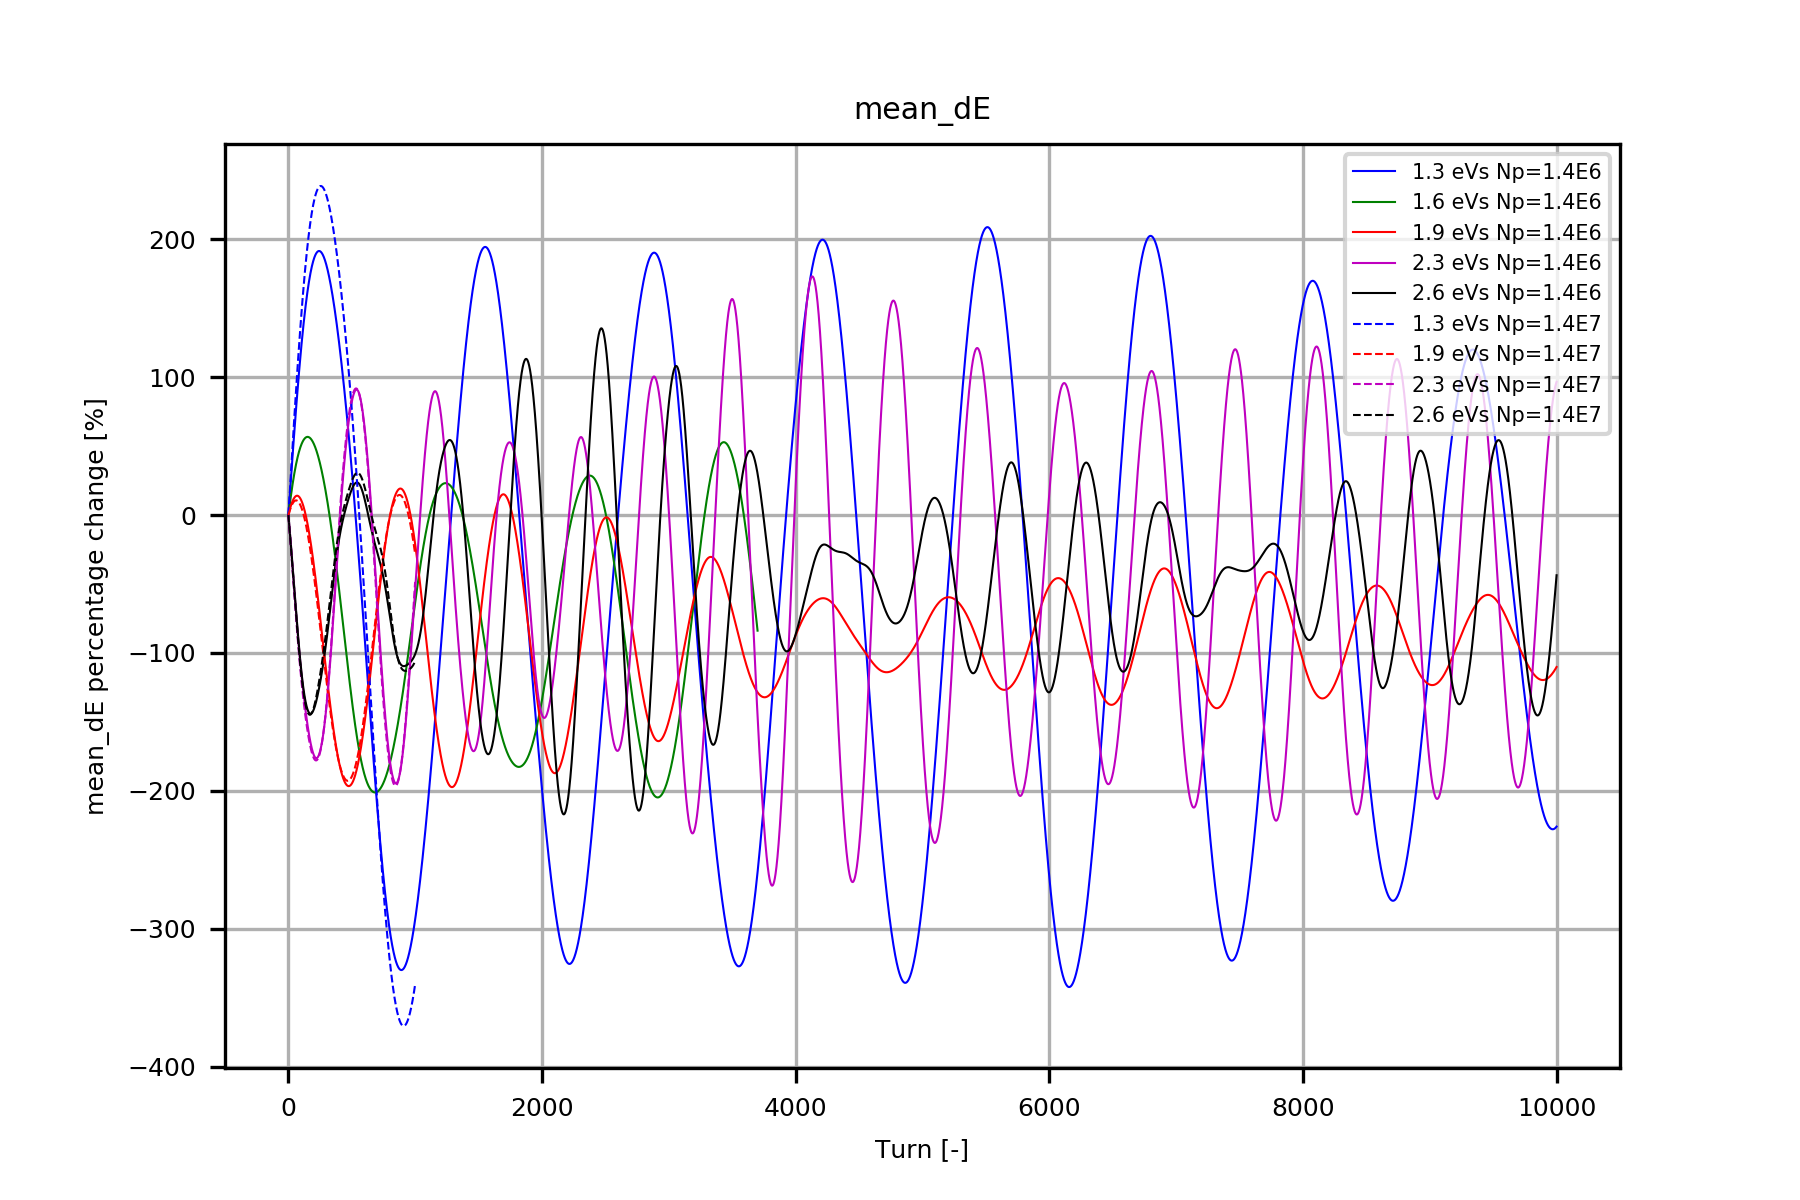 mean_dE
mean_dE percentage change [%]
200
100
0
−100
−200
−300
−400
1.3 eVs Np=1.4E6
1.6 eVs Np=1.4E6
1.9 eVs Np=1.4E6
2.3 eVs Np=1.4E6
2.6 eVs Np=1.4E6
1.3 eVs Np=1.4E7
1.9 eVs Np=1.4E7
2.3 eVs Np=1.4E7
2.6 eVs Np=1.4E7
0 2000 4000 6000 8000 10000
Turn [-]